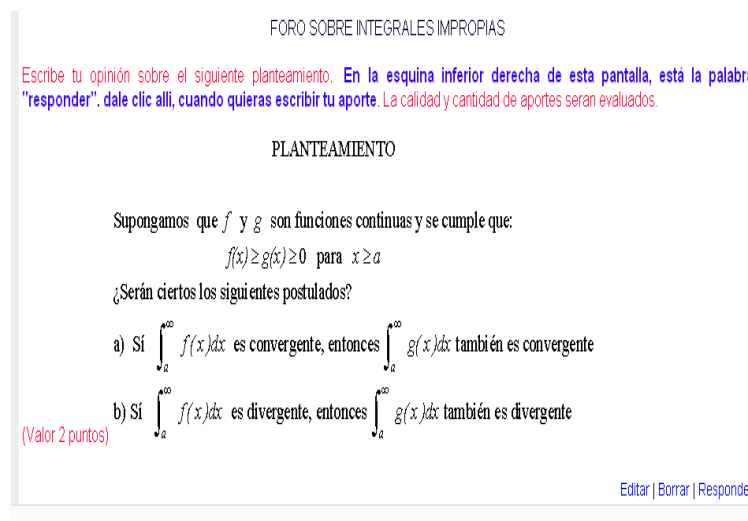 FORO SOBRE INTEGRALES IMPROPIAS
Escribe tu opinión sobre el siguiente planteamiento. En la esquina inferior derecha de esta pantalla, está la palabra
"responder". dale clic alli, cuando quieras escribir tu aporte. La calidad y cantidad de aportes seran evaluados.
PLANTEAMIENTO
Supongamos que f y g son funciones continuas y se cumple que:
f(x) ≥ g(x) ≥ 0 para x ≥ a
¿Serán ciertos los siguientes postulados?
a) Sí ∫_a^∞ f(x)dx es convergente, entonces ∫_a^∞ g(x)dx también es convergente
b) Sí ∫_a^∞ f(x)dx es divergente, entonces ∫_a^∞ g(x)dx también es divergente
(Valor 2 puntos)
Editar | Borrar | Responde